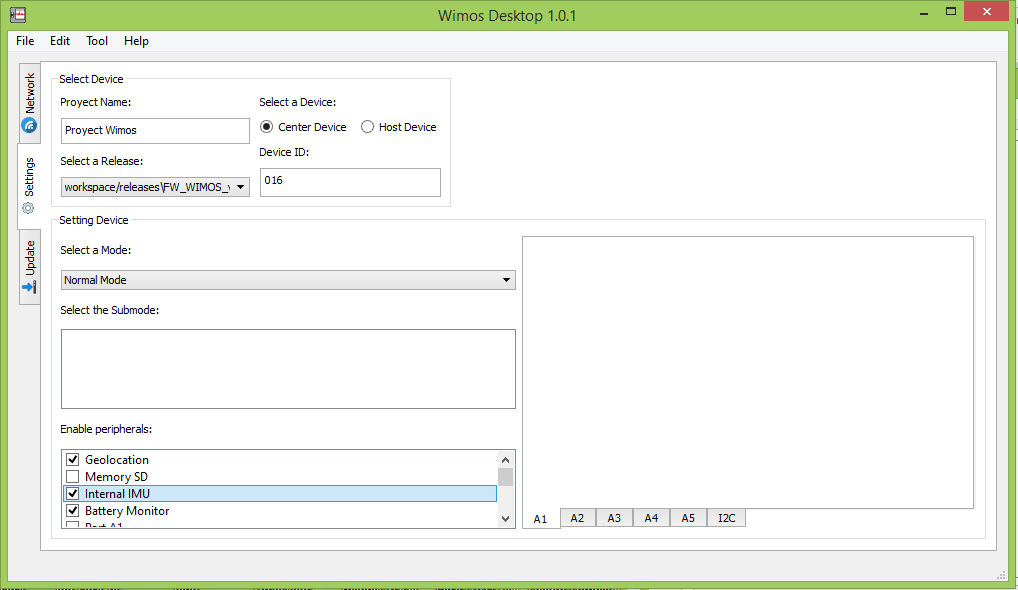 Wimos Desktop 1.0.1
File Edit Tool Help
Network
Settings
Update
Select Device
Proyect Name:
Proyect Wimos
Select a Release:
workspace/releases\FW_WIMOS_
Select a Device:
Center Device
Host Device
Device ID:
016
Setting Device
Select a Mode:
Normal Mode
Select the Submode:
Enable peripherals:
Geolocation
Memory SD
Internal IMU
Battery Monitor
Port A1
A1 A2 A3 A4 A5 I2C